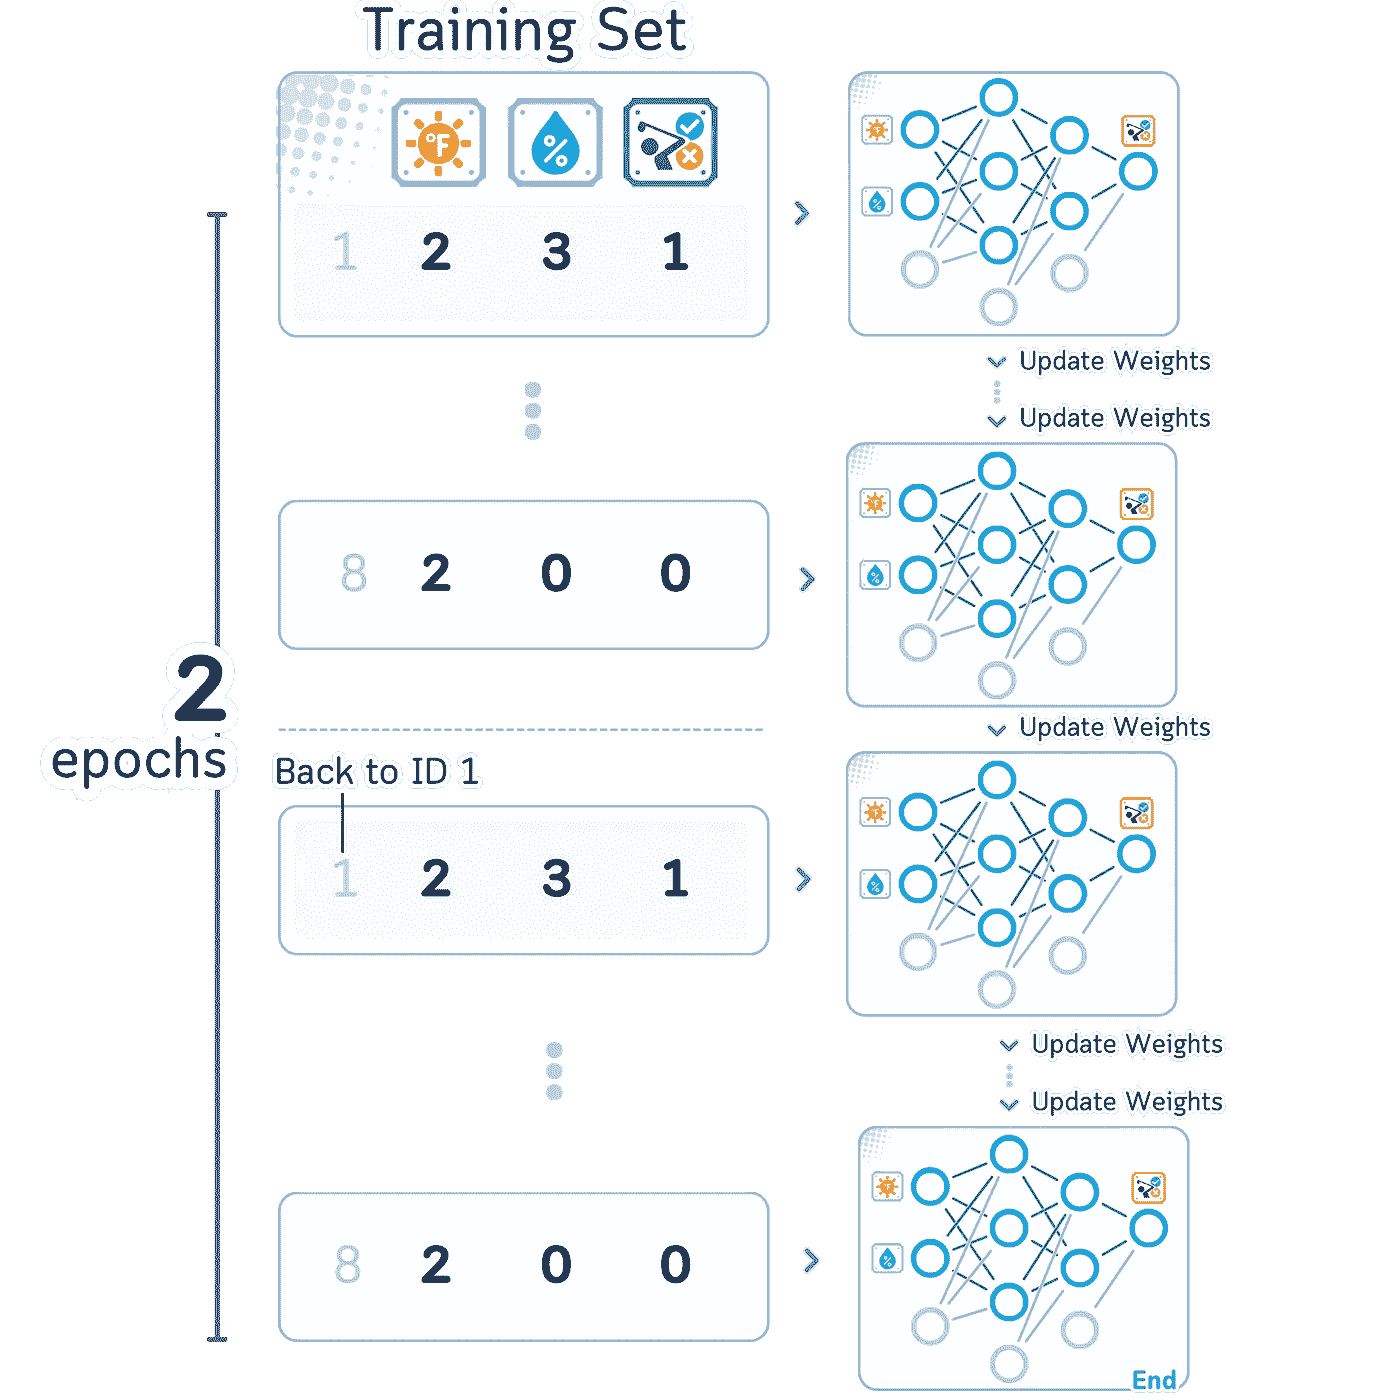 Training Set
°F % 
1 2 3 1
Update Weights
Update Weights
8 2 0 0
Update Weights
2
epochs
Back to ID 1
1 2 3 1
Update Weights
Update Weights
8 2 0 0
End